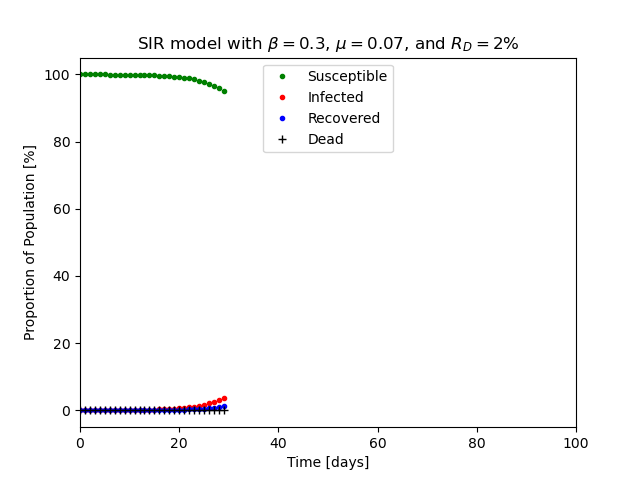 SIR model with β = 0.3, μ = 0.07, and R_D = 2%
100
80
60
40
20
0
Proportion of Population [%]
Susceptible
Infected
Recovered
Dead
0 20 40 60 80 100
Time [days]